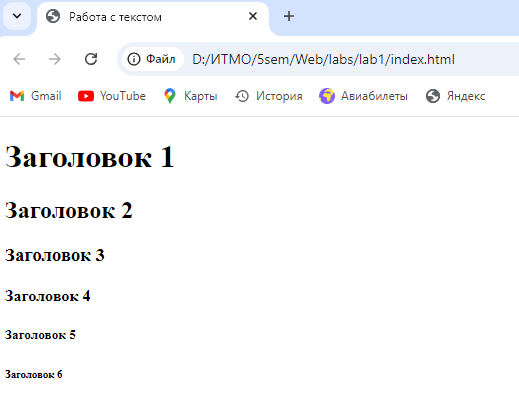 Работа с текстом
Файл D:/ИТМО/5sem/Web/labs/lab1/index.html
Gmail YouTube Карты История Авиабилеты Яндекс
Заголовок 1
Заголовок 2
Заголовок 3
Заголовок 4
Заголовок 5
Заголовок 6